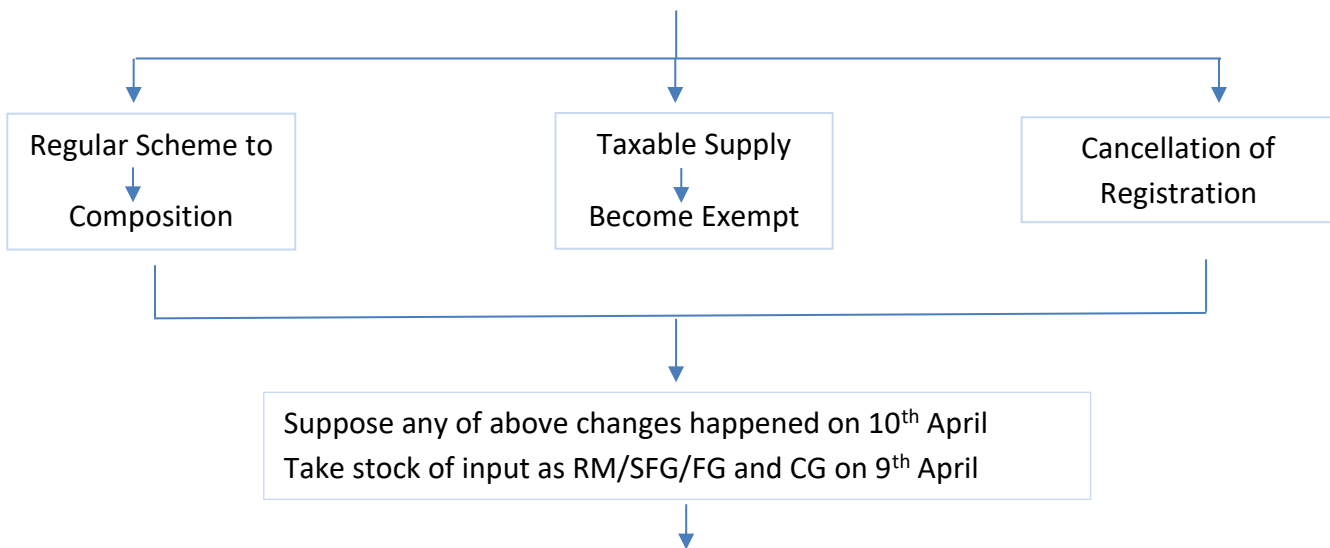 Regular Scheme to
Composition
Taxable Supply
Become Exempt
Cancellation of
Registration
Suppose any of above changes happened on 10th April
Take stock of input as RM/SFG/FG and CG on 9th April